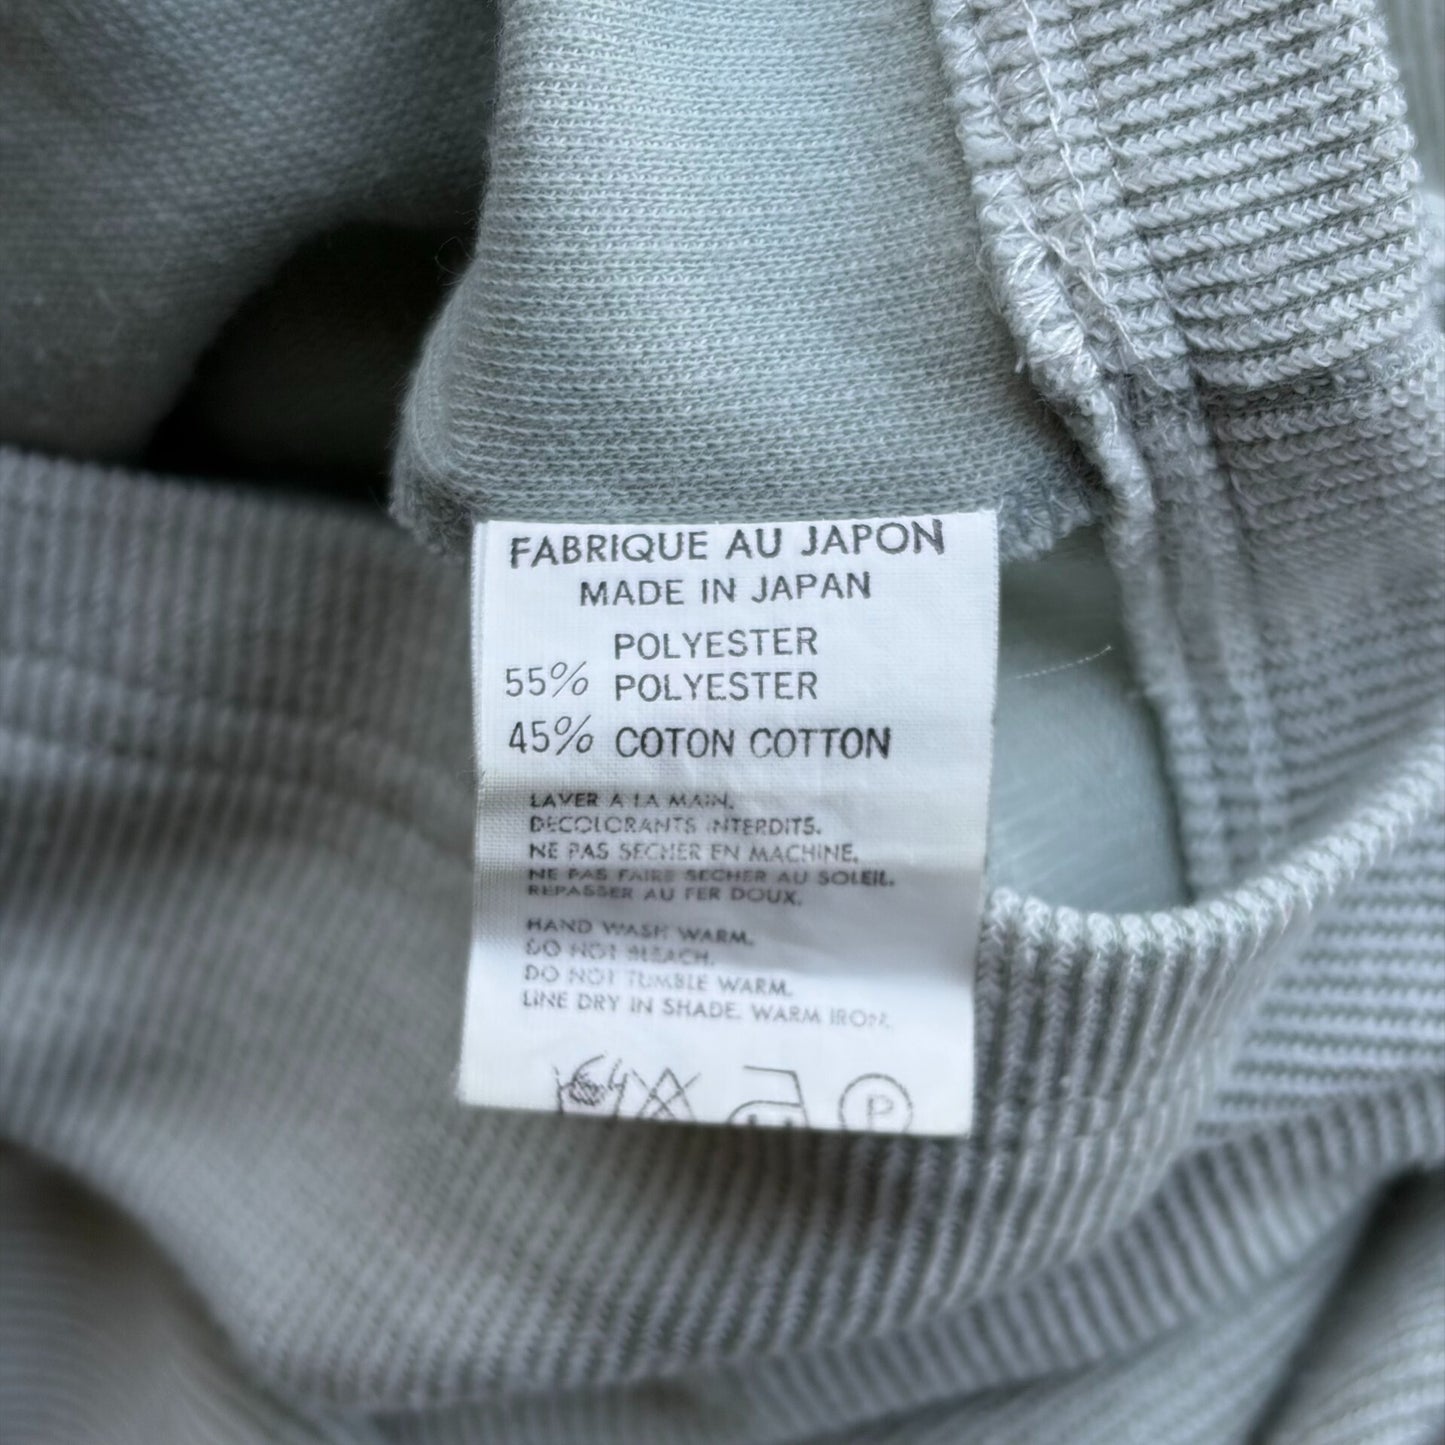 FABRIQUE AU JAPON
MADE IN JAPAN
POLYESTER
55% POLYESTER
45% COTON COTTON
LAVER A LA MAIN.
DECOLORANTS INTERDITS.
NE PAS SECHER EN MACHINE.
NE PAS FAIRE SECHER AU SOLEIL.
REPASSER AU FER DOUX.
HAND WASH WARM.
DO NOT BLEACH.
DO NOT TUMBLE WARM.
LINE DRY IN SHADE. WARM IRON.
P